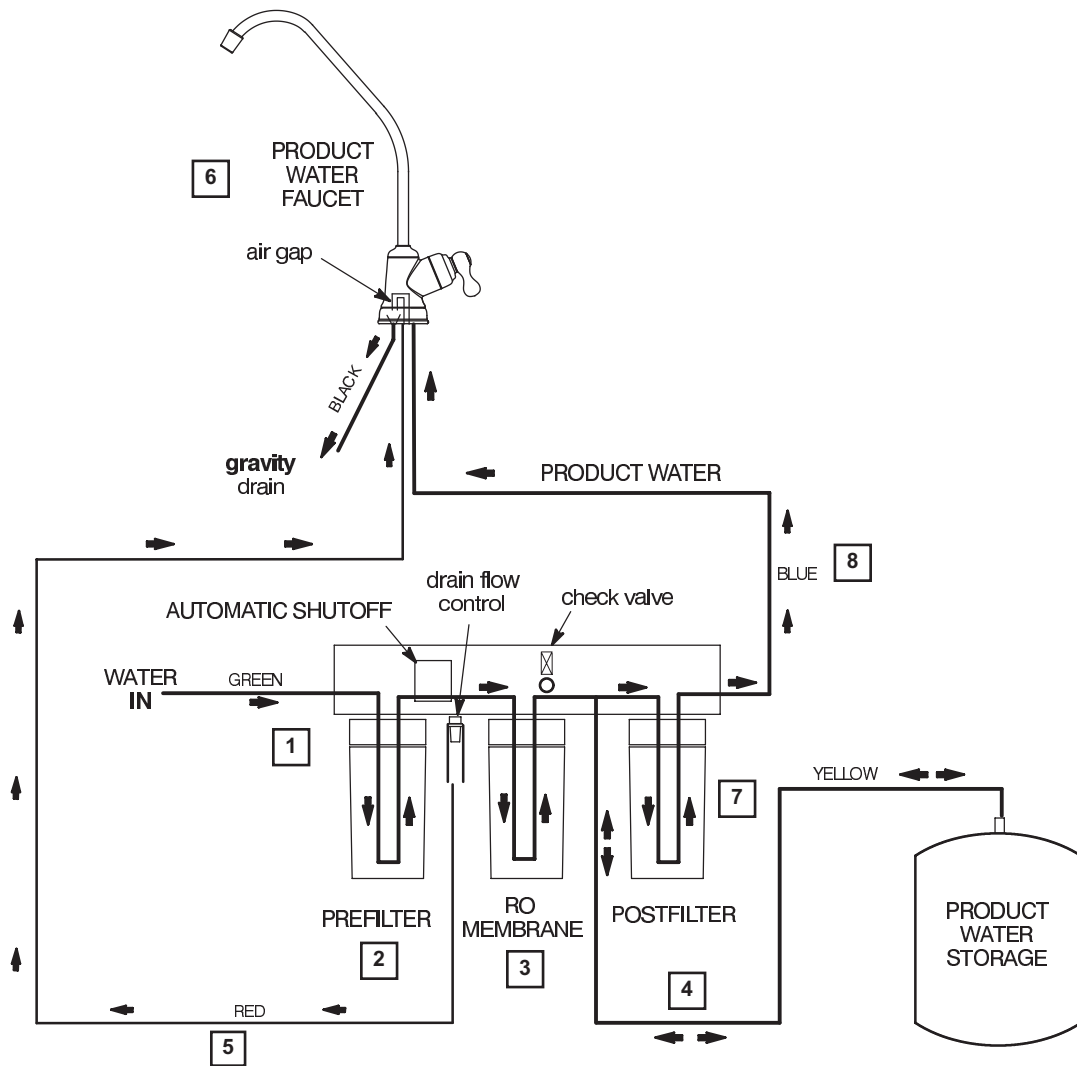 6
PRODUCT
WATER
FAUCET
air gap
BLACK
gravity
drain
PRODUCT WATER
8
BLUE
drain flow
control
check valve
AUTOMATIC SHUTOFF
WATER
IN
GREEN
1
7
YELLOW
PREFILTER
2
RO
MEMBRANE
3
POSTFILTER
4
PRODUCT
WATER
STORAGE
RED
5